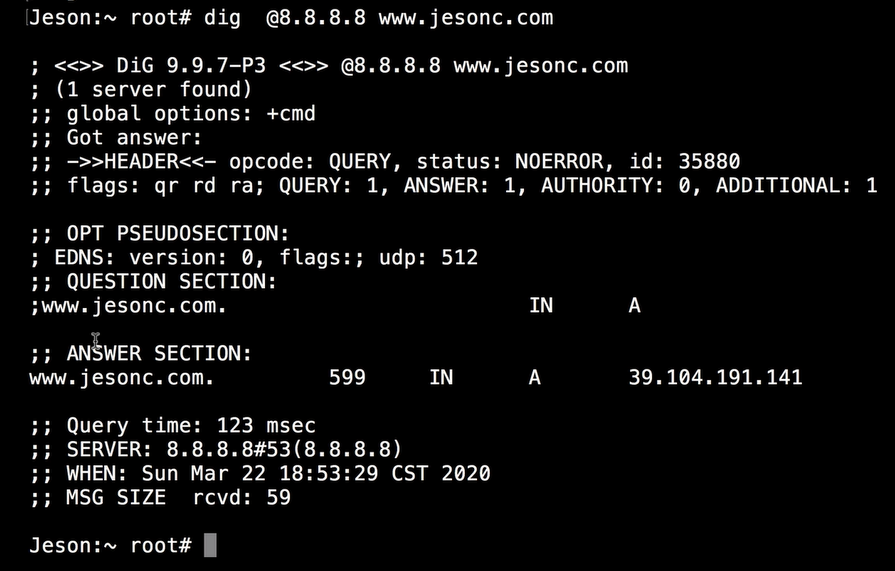 Jeson:~ root# dig  @8.8.8.8 www.jesonc.com
; <<>> DiG 9.9.7-P3 <<>> @8.8.8.8 www.jesonc.com
; (1 server found)
;; global options: +cmd
;; Got answer:
;; ->>HEADER<<- opcode: QUERY, status: NOERROR, id: 35880
;; flags: qr rd ra; QUERY: 1, ANSWER: 1, AUTHORITY: 0, ADDITIONAL: 1
;; OPT PSEUDOSECTION:
; EDNS: version: 0, flags:; udp: 512
;; QUESTION SECTION:
;www.jesonc.com.                        IN      A
;; ANSWER SECTION:
www.jesonc.com.         599     IN      A       39.104.191.141
;; Query time: 123 msec
;; SERVER: 8.8.8.8#53(8.8.8.8)
;; WHEN: Sun Mar 22 18:53:29 CST 2020
;; MSG SIZE  rcvd: 59
Jeson:~ root#